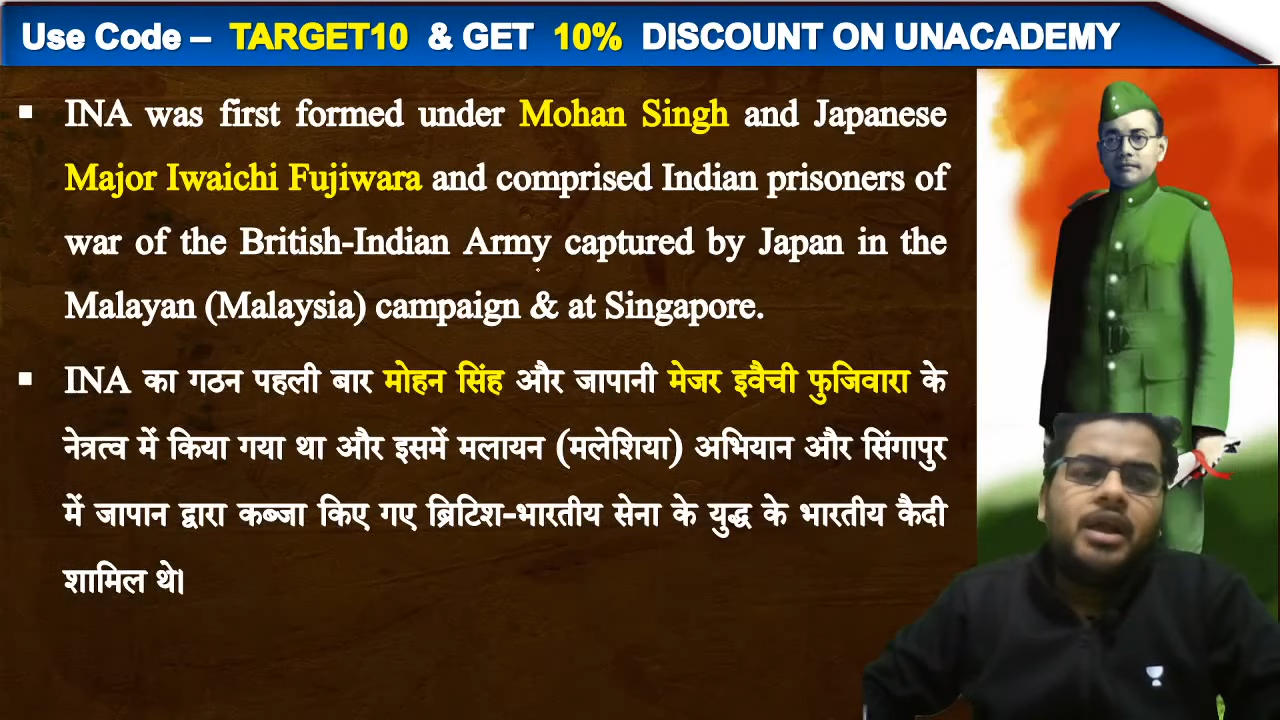 Use Code – TARGET10 & GET 10% DISCOUNT ON UNACADEMY
▪ INA was first formed under Mohan Singh and Japanese
Major Iwaichi Fujiwara and comprised Indian prisoners of
war of the British-Indian Army captured by Japan in the
Malayan (Malaysia) campaign & at Singapore.
▪ INA का गठन पहली बार मोहन सिंह और जापानी मेजर इवैची फुजिवारा के
नेत्रत्व में किया गया था और इसमें मलायन (मलेशिया) अभियान और सिंगापुर
में जापान द्वारा कब्जा किए गए ब्रिटिश-भारतीय सेना के युद्ध के भारतीय कैदी
शामिल थे।